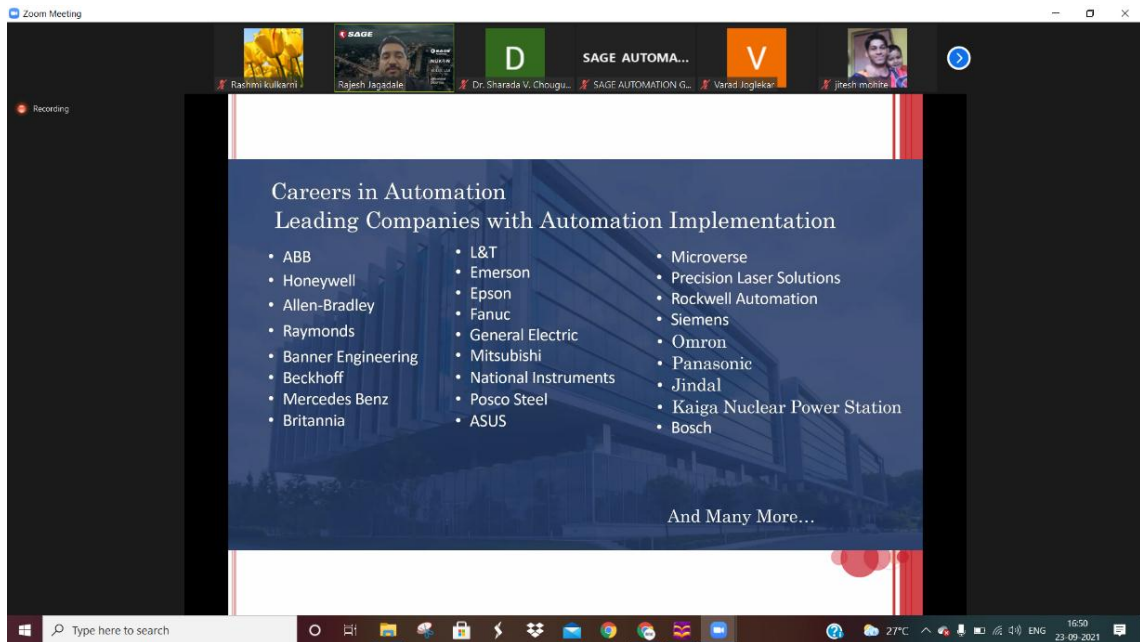 Zoom Meeting
SAGE
D
SAGE AUTOMA...
V
Rashmi kulkarni
Rajesh Jagadale
Dr. Sharada V. Chougu...
SAGE AUTOMATION G...
Varad Joglekar
jitesh mohite
Recording
Careers in Automation
Leading Companies with Automation Implementation
• ABB
• Honeywell
• Allen-Bradley
• Raymonds
• Banner Engineering
• Beckhoff
• Mercedes Benz
• Britannia
• L&T
• Emerson
• Epson
• Fanuc
• General Electric
• Mitsubishi
• National Instruments
• Posco Steel
• ASUS
• Microverse
• Precision Laser Solutions
• Rockwell Automation
• Siemens
• Omron
• Panasonic
• Jindal
• Kaiga Nuclear Power Station
• Bosch
And Many More...
Type here to search
27°C
ENG
16:50
23-09-2021